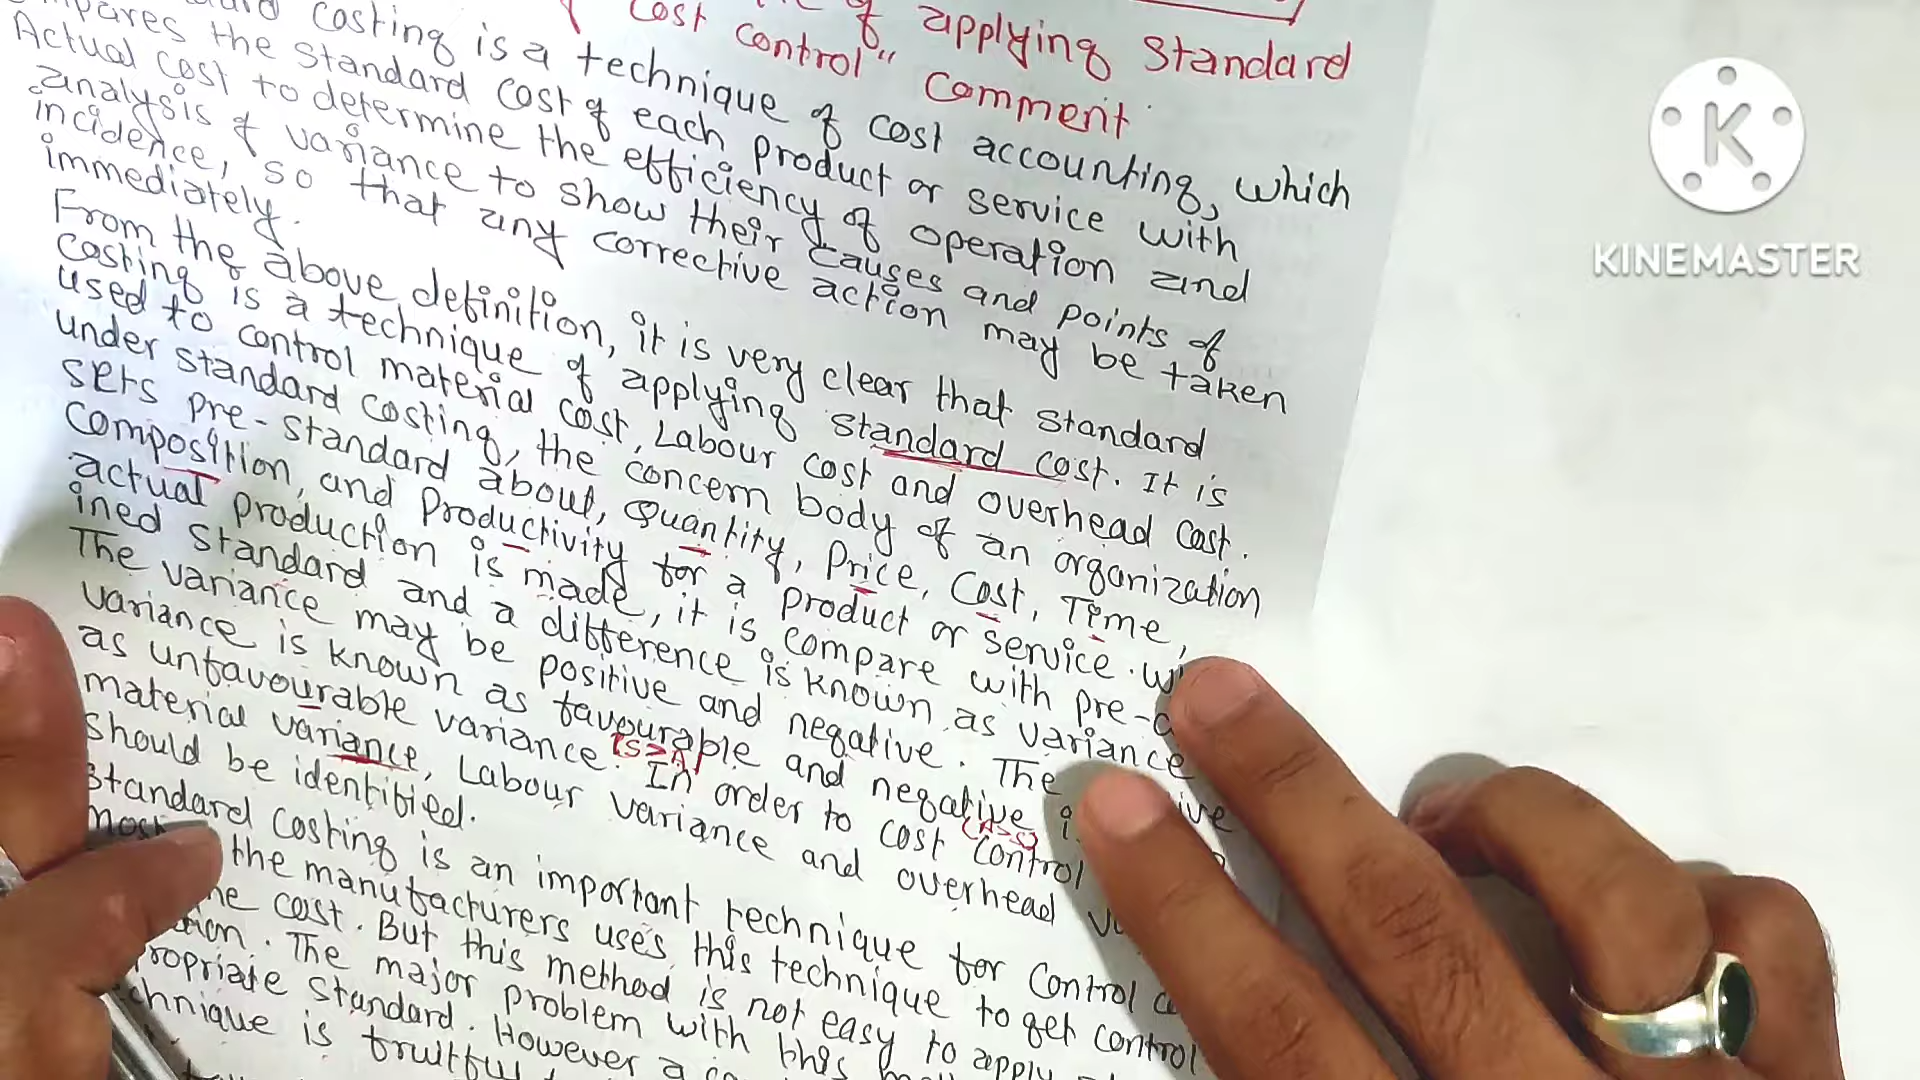 of applying Standard
Cost Control" Comment
Costing is a technique of cost accounting, which
compares the standard cost of each product or service with
Actual cost to determine the efficiency of operation and
analysis of variance to show their causes and points of
incidence, so that any corrective action may be taken
immediately.
From the above definition, it is very clear that standard
costing is a technique of applying standard cost. It is
used to control material cost, Labour cost and overhead cost.
under standard costing, the concern body of an organization
sets pre-standard about, quantity, price, cost, Time,
composition, and productivity for a product or service.
actual production is made, it is compare with pre-
ined standard and a difference is known as variance
The variance may be positive and negative. The
variance is known as favourable and negative
as unfavourable variance. In order to cost control
(S>A)
(A>S)
material variance, Labour variance and overhead
should be identified.
Standard costing is an important technique for control
most the manufacturers uses this technique to get control
cost. But this method is not easy to apply
The major problem with this
standard. However a
is fruitful
KINEMASTER